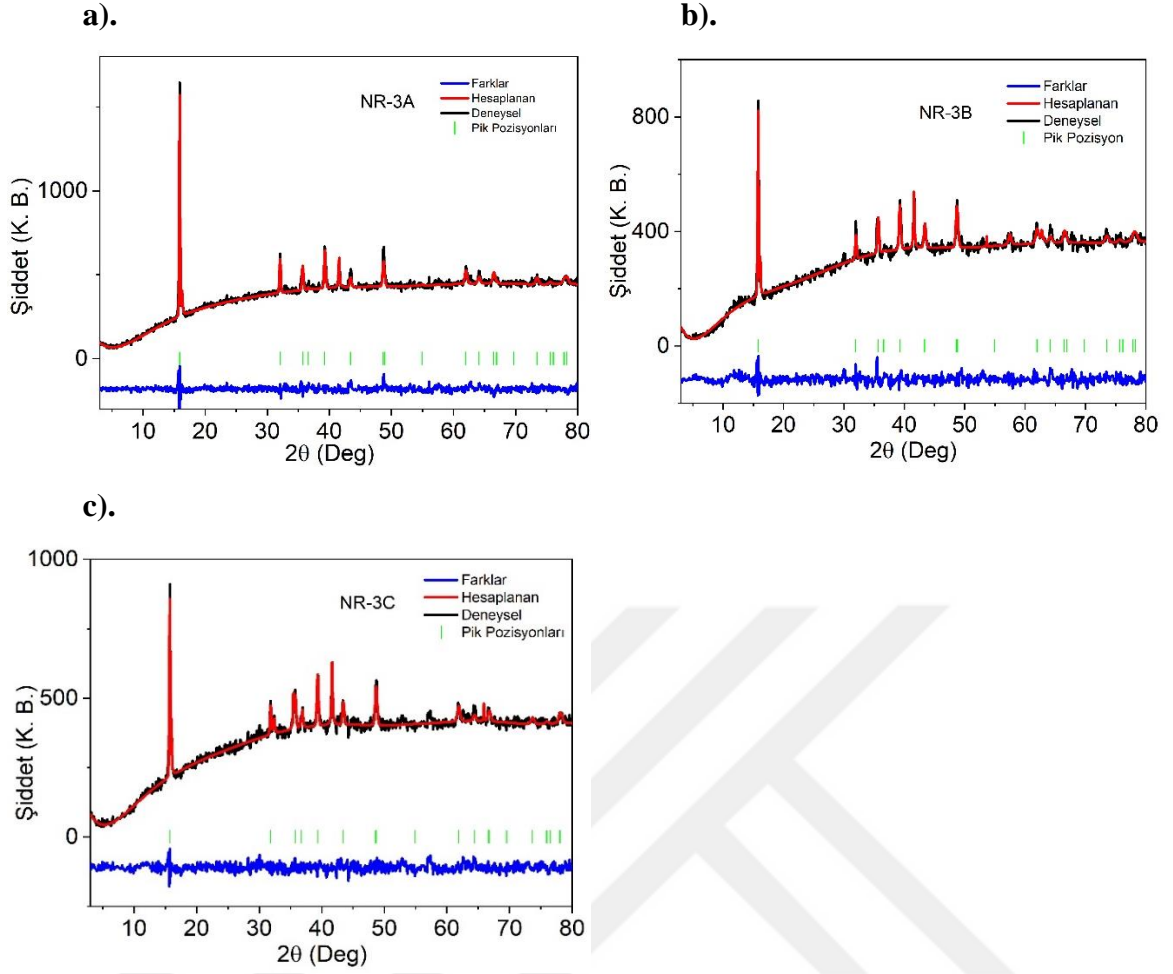 a).
Şiddet (K. B.)
1000
0
NR-3A
Farklar
Hesaplanan
Deneysel
Pik Pozisyonları
10 20 30 40 50 60 70 80
2θ (Deg)
b).
Şiddet (K. B.)
800
400
0
NR-3B
Farklar
Hesaplanan
Deneysel
Pik Pozisyon
10 20 30 40 50 60 70 80
2θ (Deg)
c).
Şiddet (K. B.)
1000
500
0
NR-3C
Farklar
Hesaplanan
Deneysel
Pik Pozisyonları
10 20 30 40 50 60 70 80
2θ (Deg)